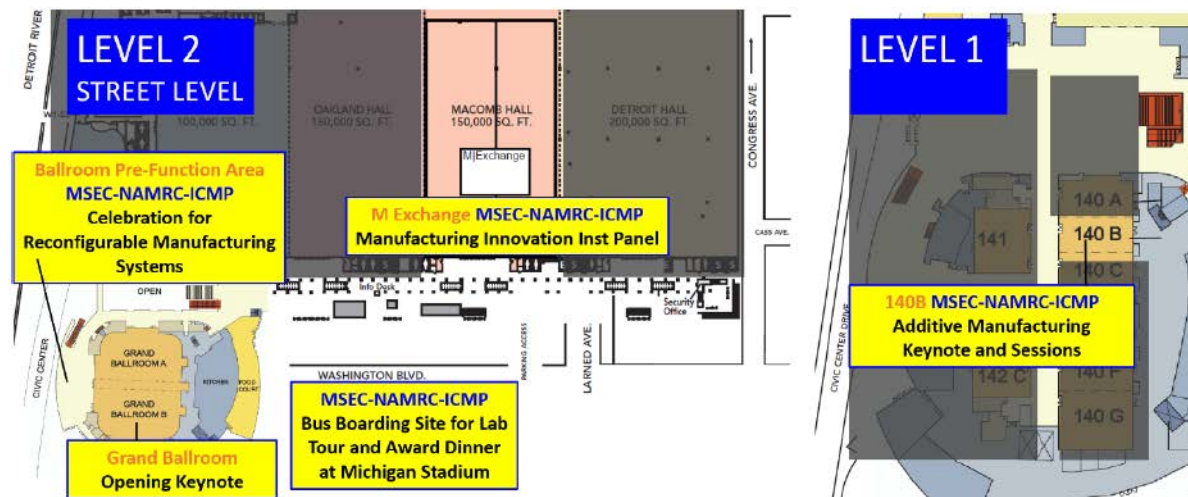 LEVEL 2
STREET LEVEL
DETROIT RIVER
100,000 SQ. FT.
OAKLAND HALL
150,000 SQ. FT.
MACOMB HALL
150,000 SQ. FT.
M|Exchange
DETROIT HALL
200,000 SQ. FT.
CONGRESS AVE.
CASS AVE.
Ballroom Pre-Function Area
MSEC-NAMRC-ICMP
Celebration for
Reconfigurable Manufacturing
Systems
M Exchange MSEC-NAMRC-ICMP
Manufacturing Innovation Inst Panel
OPEN
Info Desk
Security
Office
CIVIC CENTER
GRAND
BALLROOM A
GRAND
BALLROOM B
KITCHEN
FOOD
COURT
WASHINGTON BLVD.
PARKING ACCESS
LARNED AVE.
Grand Ballroom
Opening Keynote
MSEC-NAMRC-ICMP
Bus Boarding Site for Lab
Tour and Award Dinner
at Michigan Stadium
LEVEL 1
140 A
141
140 B
140 C
CIVIC CENTER DRIVE
140B MSEC-NAMRC-ICMP
Additive Manufacturing
Keynote and Sessions
142 C
140 F
140 G